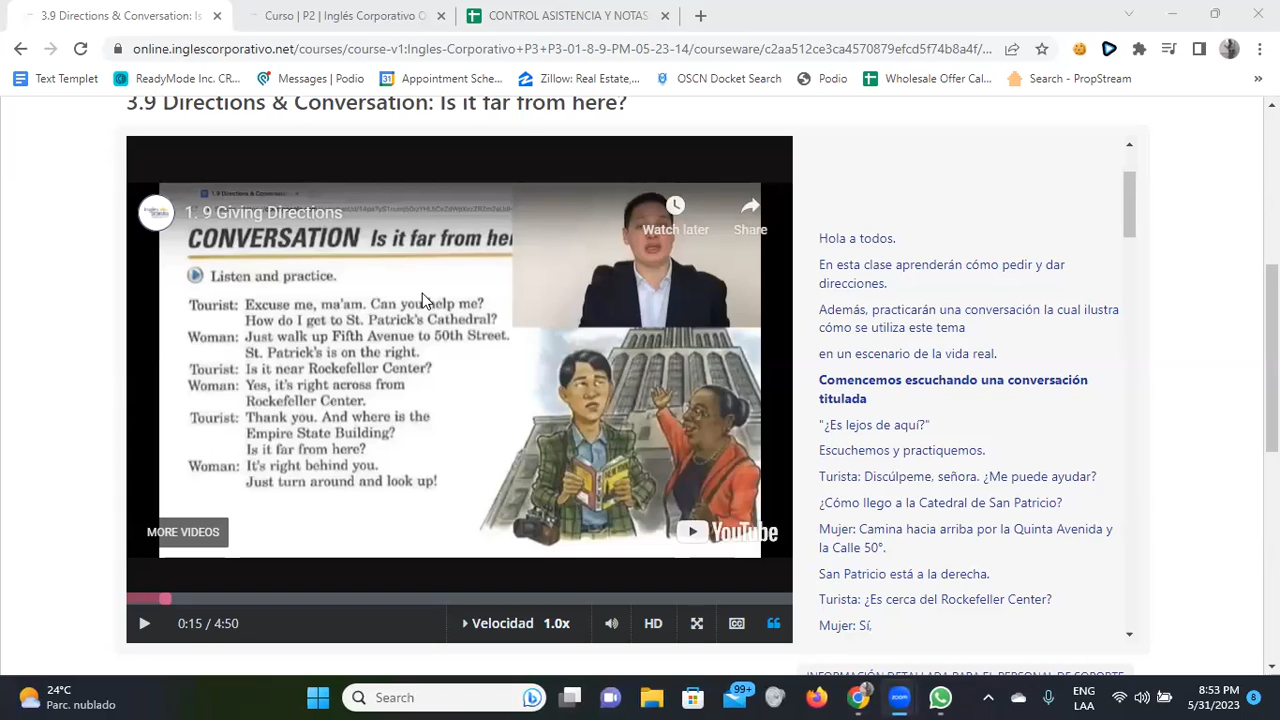 3.9 Directions & Conversation: Is
Curso | P2 | Inglés Corporativo O
CONTROL ASISTENCIA Y NOTAS
online.inglescorporativo.net/courses/course-v1:Ingles-Corporativo+P3+P3-01-8-9-PM-05-23-14/courseware/c2aa512ce3ca4570879efcd5f74b8a4f/...
Text Templet
ReadyMode Inc. CR...
Messages | Podio
Appointment Sche...
Zillow: Real Estate,...
OSCN Docket Search
Podio
Wholesale Offer Cal...
Search - PropStream
»
3.9 Directions & Conversation: Is it far from here?
1. 9 Giving Directions
Watch later
Share
CONVERSATION Is it far from her
Listen and practice.
Tourist: Excuse me, ma'am. Can you help me?
How do I get to St. Patrick's Cathedral?
Woman: Just walk up Fifth Avenue to 50th Street.
St. Patrick's is on the right.
Tourist: Is it near Rockefeller Center?
Woman: Yes, it's right across from
Rockefeller Center.
Tourist: Thank you. And where is the
Empire State Building?
Is it far from here?
Woman: It's right behind you.
Just turn around and look up!
MORE VIDEOS
YouTube
0:15 / 4:50
Velocidad 1.0x
HD
Hola a todos.
En esta clase aprenderán cómo pedir y dar
direcciones.
Además, practicarán una conversación la cual ilustra
cómo se utiliza este tema
en un escenario de la vida real.
Comencemos escuchando una conversación
titulada
"¿Es lejos de aquí?"
Escuchemos y practiquemos.
Turista: Discúlpeme, señora. ¿Me puede ayudar?
¿Cómo llego a la Catedral de San Patricio?
Mujer: Camina hacia arriba por la Quinta Avenida y
la Calle 50°.
San Patricio está a la derecha.
Turista: ¿Es cerca del Rockefeller Center?
Mujer: Sí,
INFORMACIÓN DETALLADA PARA EL PERSONAL DE SOPORTE
24°C
Parc. nublado
Search
99+
zoom
ENG
LAA
8:53 PM
5/31/2023
8